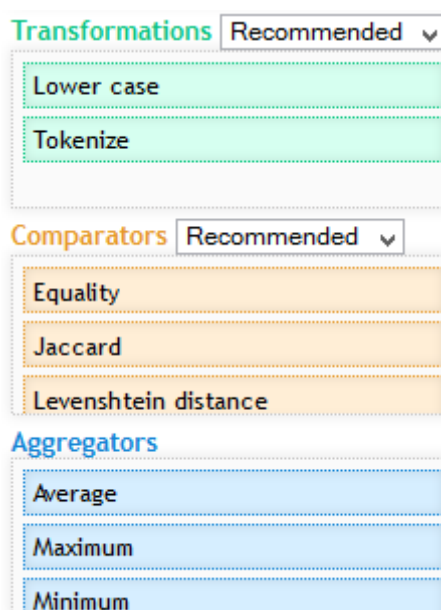 Transformations Recommended
Lower case
Tokenize
Comparators Recommended
Equality
Jaccard
Levenshtein distance
Aggregators
Average
Maximum
Minimum